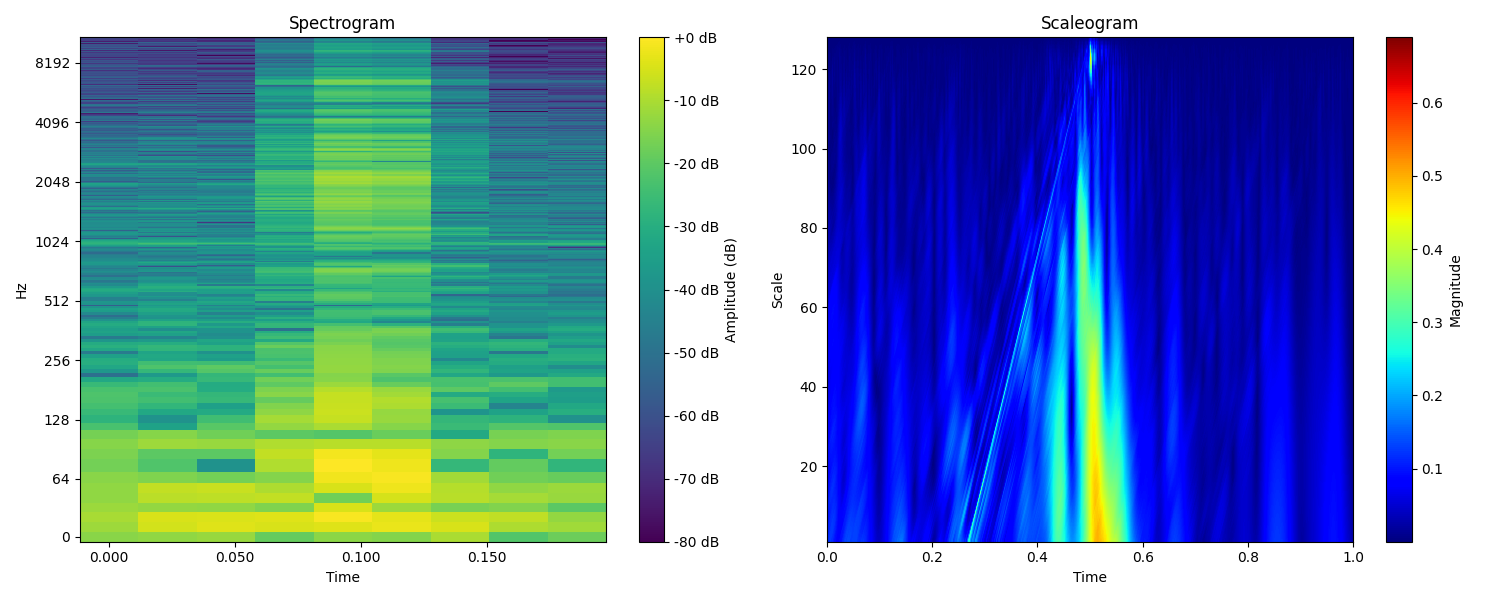 Spectrogram
Hz
8192
4096
2048
1024
512
256
128
64
0
0.000 0.050 0.100 0.150
Time
+0 dB
-10 dB
-20 dB
-30 dB
-40 dB
-50 dB
-60 dB
-70 dB
-80 dB
Amplitude (dB)
Scaleogram
Scale
120
100
80
60
40
20
0.0 0.2 0.4 0.6 0.8 1.0
Time
0.6
0.5
0.4
0.3
0.2
0.1
Magnitude